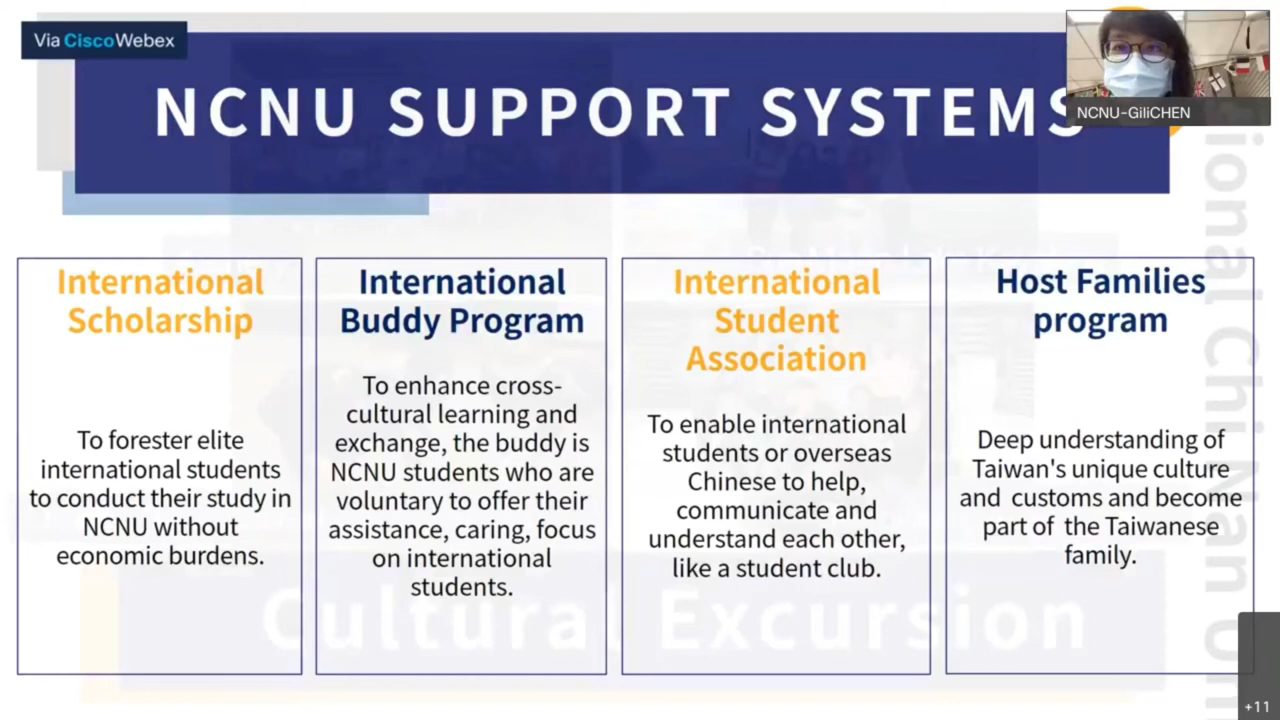 Via CiscoWebex
NCNU SUPPORT SYSTEMS
NCNU-GiliCHEN
International
Scholarship
To forester elite
international students
to conduct their study in
NCNU without
economic burdens.
International
Buddy Program
To enhance cross-
cultural learning and
exchange, the buddy is
NCNU students who are
voluntary to offer their
assistance, caring, focus
on international
students.
International
Student
Association
To enable international
students or overseas
Chinese to help,
communicate and
understand each other,
like a student club.
Host Families
program
Deep understanding of
Taiwan's unique culture
and customs and become
part of the Taiwanese
family.
Cultural Excursion
ional Chi Nan Un
+11